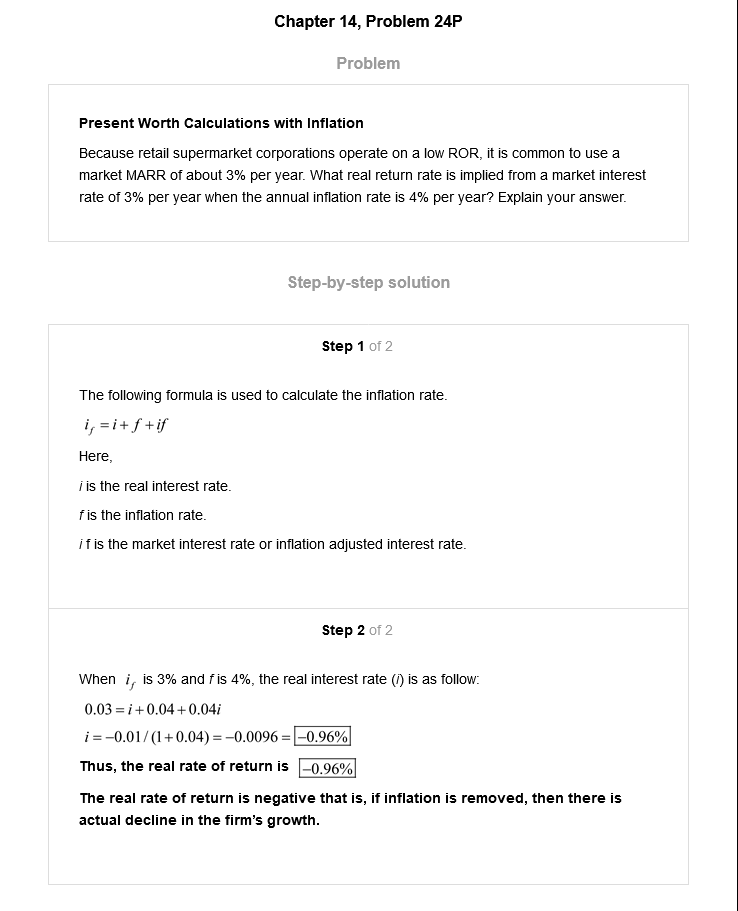 Chapter 14, Problem 24P
Problem
Present Worth Calculations with Inflation
Because retail supermarket corporations operate on a low ROR, it is common to use a
market MARR of about 3% per year. What real return rate is implied from a market interest
rate of 3% per year when the annual inflation rate is 4% per year? Explain your answer.
Step-by-step solution
Step 1 of 2
The following formula is used to calculate the inflation rate.
i_f = i + f + if
Here,
i is the real interest rate.
f is the inflation rate.
i f is the market interest rate or inflation adjusted interest rate.
Step 2 of 2
When i_f is 3% and f is 4%, the real interest rate (i) is as follow:
0.03 = i + 0.04 + 0.04i
i = −0.01 / (1 + 0.04) = −0.0096 = −0.96%
Thus, the real rate of return is −0.96%
The real rate of return is negative that is, if inflation is removed, then there is
actual decline in the firm's growth.